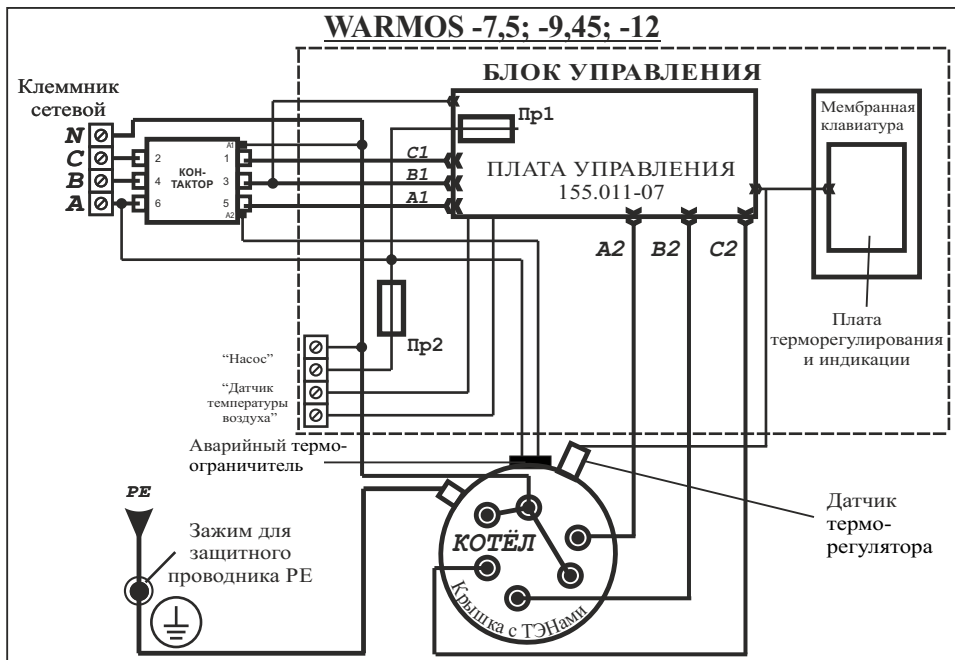 WARMOS -7,5; -9,45; -12
БЛОК УПРАВЛЕНИЯ
Клеммник
сетевой
N
C
B
A
A1
2
1
4
3
6
5
A2
КОН-
ТАКТОР
Пр1
C1
B1
A1
ПЛАТА УПРАВЛЕНИЯ
155.011-07
A2
B2
C2
Мембранная
клавиатура
Плата
терморегулирования
и индикации
Пр2
“Насос”
“Датчик
температуры
воздуха”
Аварийный термо-
ограничитель
PE
Зажим для
защитного
проводника PE
КОТЁЛ
Крышка с ТЭНами
Датчик
термо-
регулятора